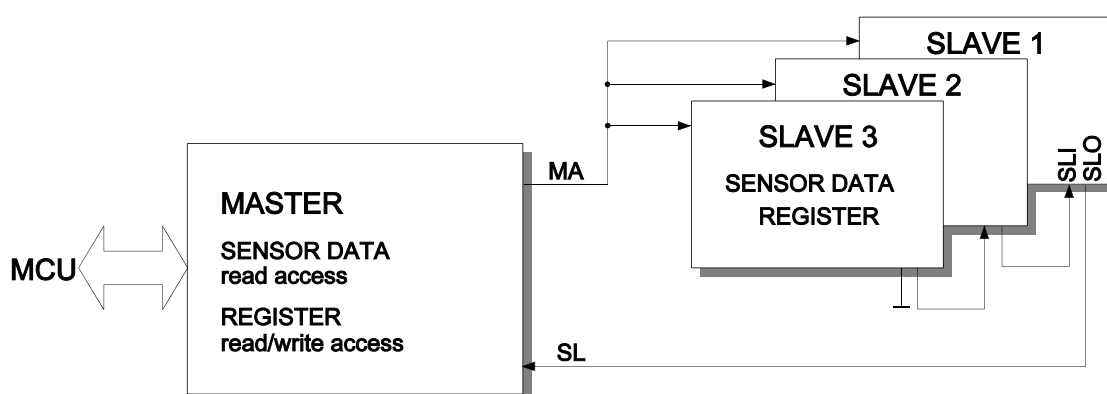 SLAVE 1
SLAVE 2
SLAVE 3
SENSOR DATA
REGISTER
SLI
SLO
MA
MASTER
SENSOR DATA
read access
REGISTER
read/write access
MCU
SL